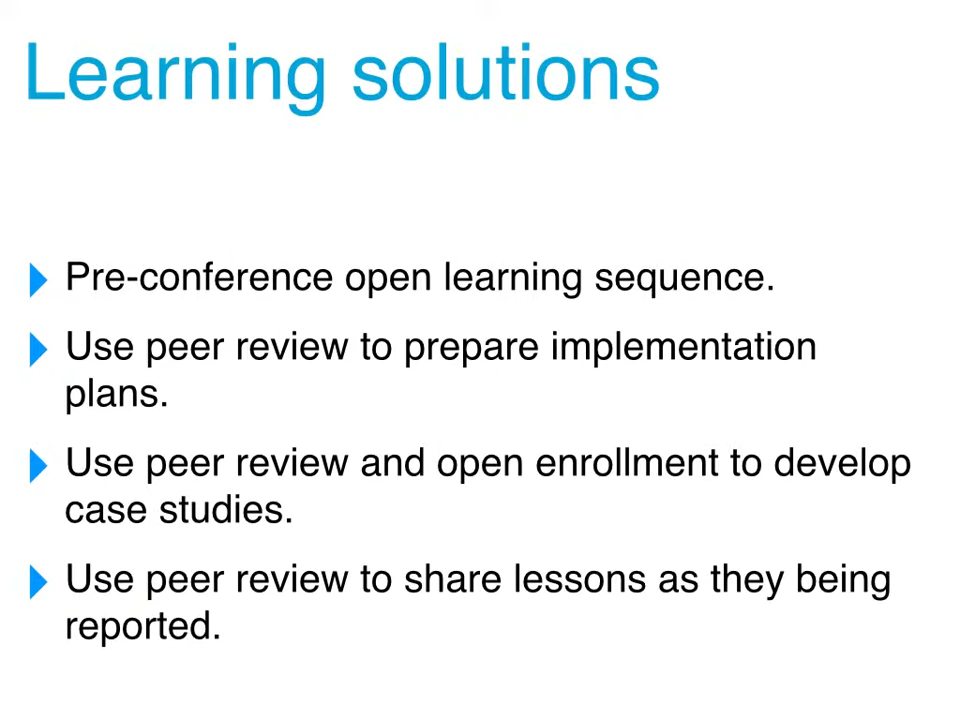 Learning solutions
Pre-conference open learning sequence.
Use peer review to prepare implementation
plans.
Use peer review and open enrollment to develop
case studies.
Use peer review to share lessons as they being
reported.